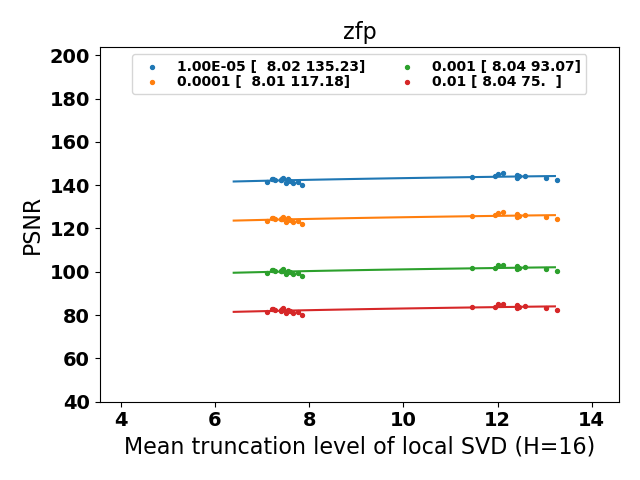 zfp
1.00E-05 [  8.02 135.23]
0.0001 [  8.01 117.18]
0.001 [ 8.04 93.07]
0.01 [ 8.04 75.  ]
PSNR
200
180
160
140
120
100
80
60
40
4 6 8 10 12 14
Mean truncation level of local SVD (H=16)